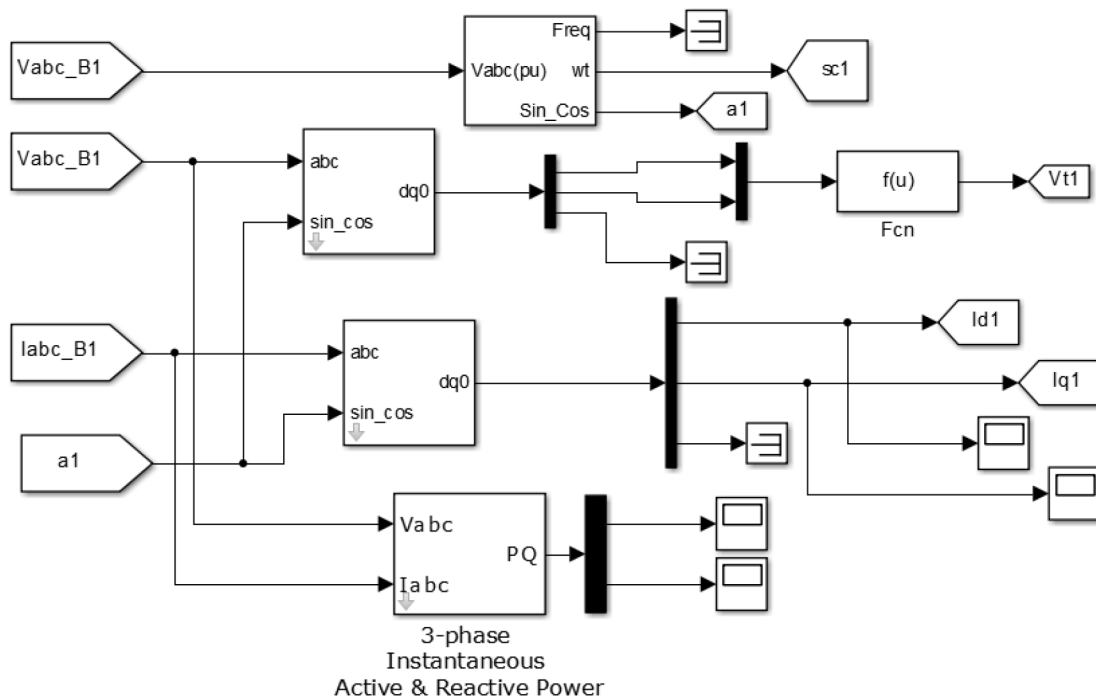 Freq
Vabc_B1
Vabc(pu)
wt
sc1
Sin_Cos
a1
Vabc_B1
abc
dq0
sin_cos
f(u)
Vt1
Fcn
Iabc_B1
abc
dq0
sin_cos
Id1
Iq1
a1
Vabc
PQ
Iabc
3-phase
Instantaneous
Active & Reactive Power